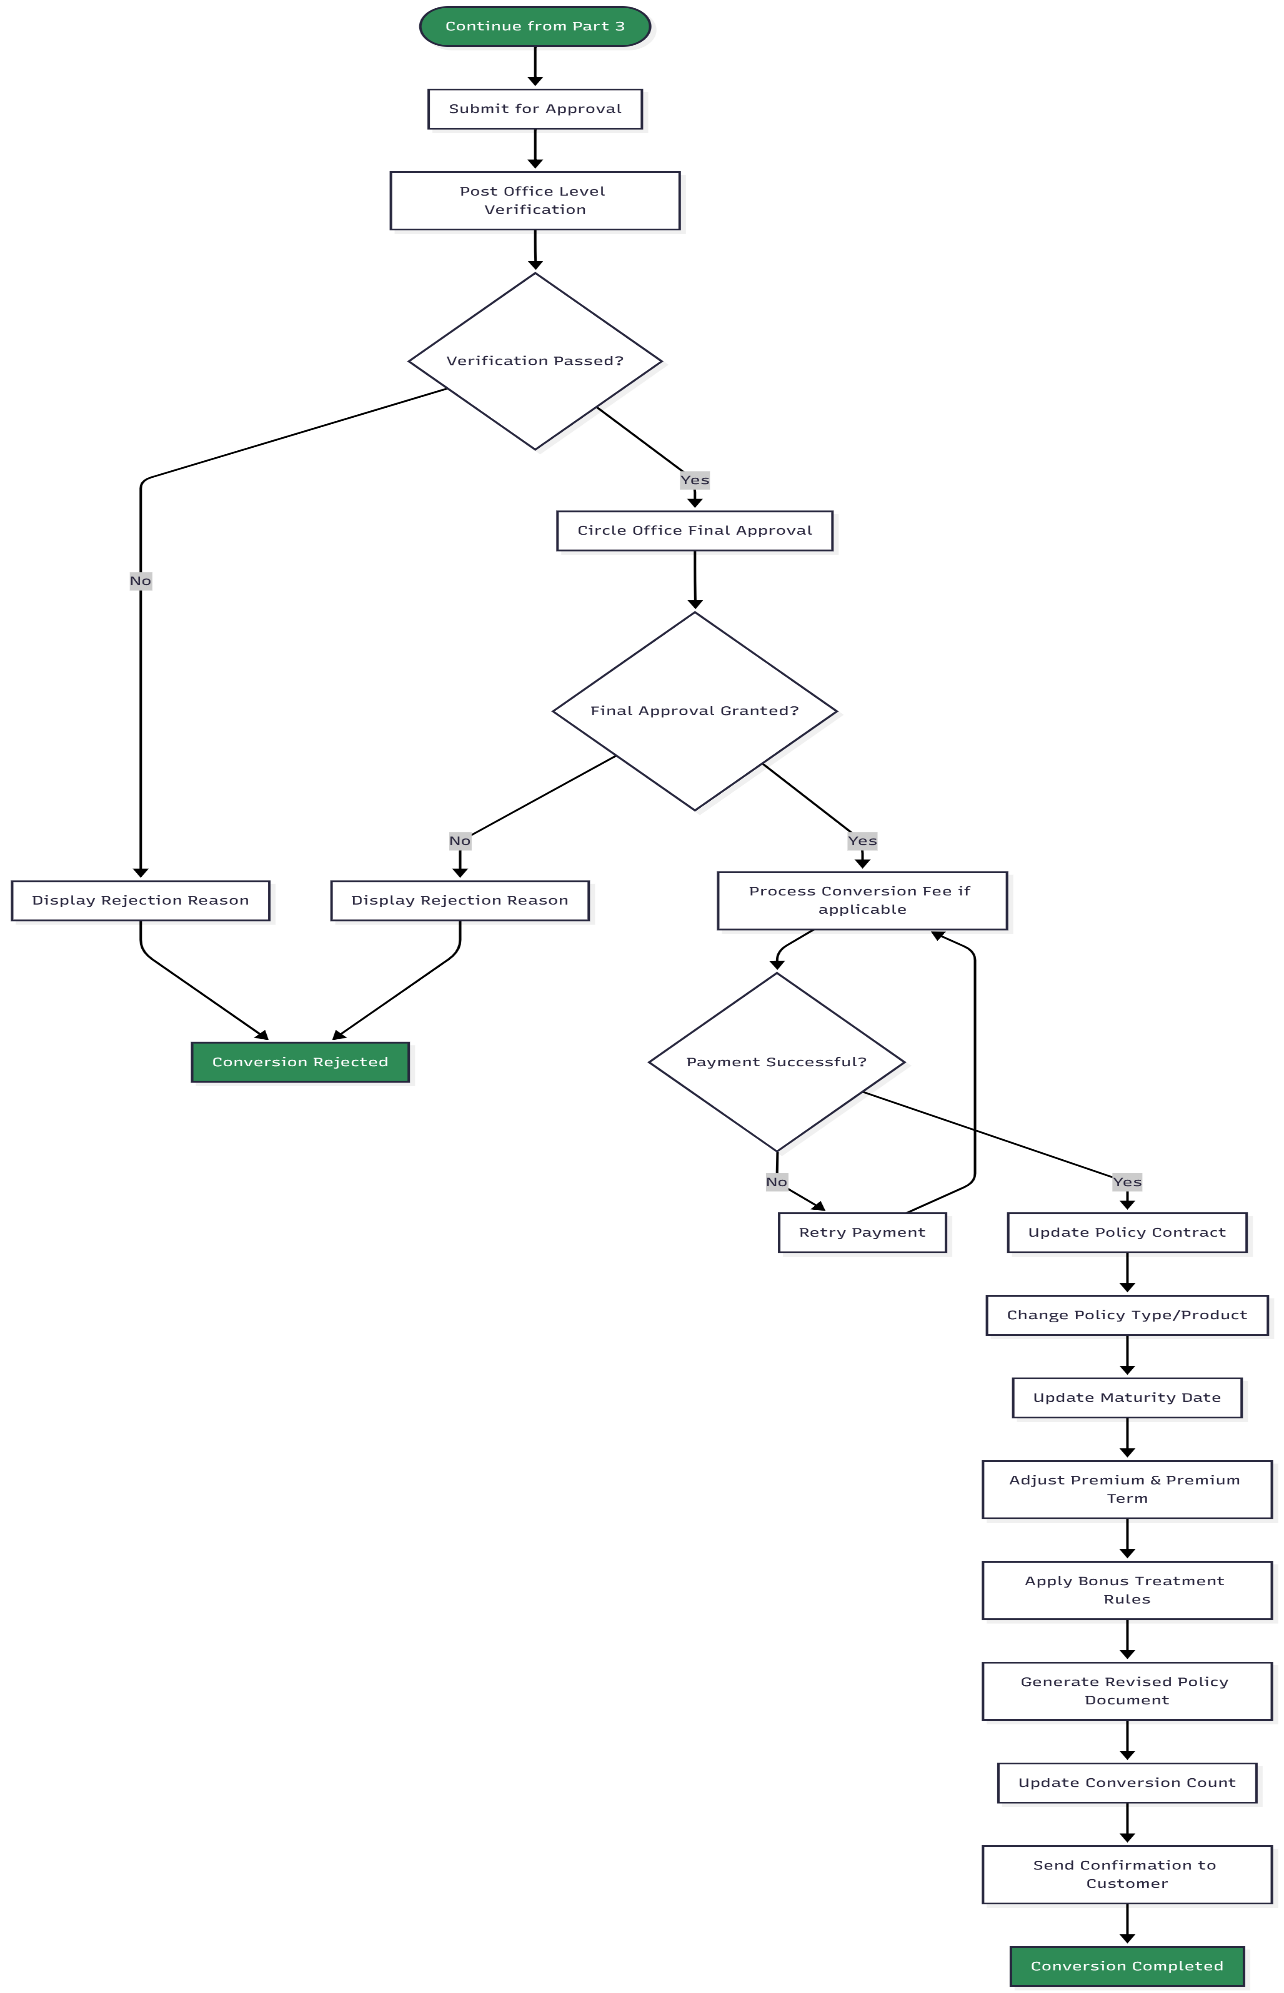 Continue from Part 3
Submit for Approval
Post Office Level
Verification
Verification Passed?
Yes
Circle Office Final Approval
No
Final Approval Granted?
No
Yes
Display Rejection Reason
Display Rejection Reason
Process Conversion Fee if
applicable
Conversion Rejected
Payment Successful?
No
Yes
Retry Payment
Update Policy Contract
Change Policy Type/Product
Update Maturity Date
Adjust Premium & Premium
Term
Apply Bonus Treatment
Rules
Generate Revised Policy
Document
Update Conversion Count
Send Confirmation to
Customer
Conversion Completed